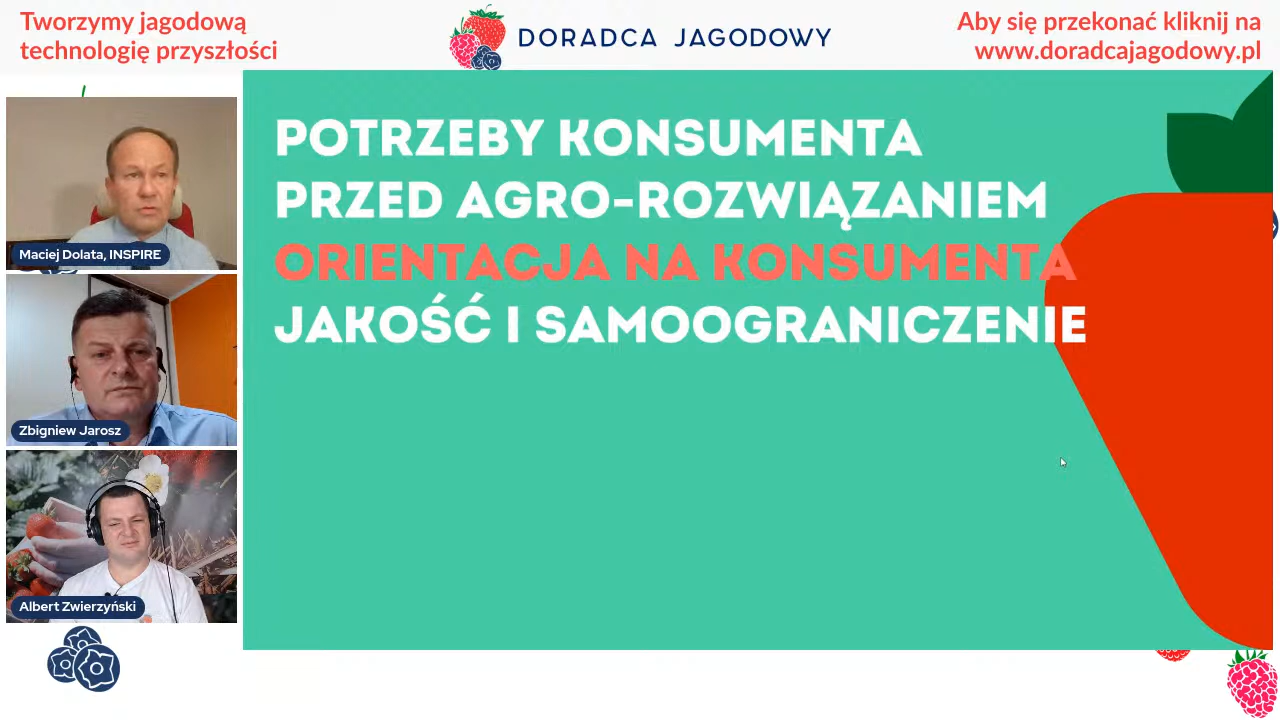 Tworzymy jagodową
technologię przyszłości
DORADCA JAGODOWY
Aby się przekonać kliknij na
www.doradcajagodowy.pl
Maciej Dolata, INSPIRE
Zbigniew Jarosz
Albert Zwierzyński
POTRZEBY KONSUMENTA
PRZED AGRO-ROZWIĄZANIEM
ORIENTACJA NA KONSUMENTA
JAKOŚĆ I SAMOOGRANICZENIE